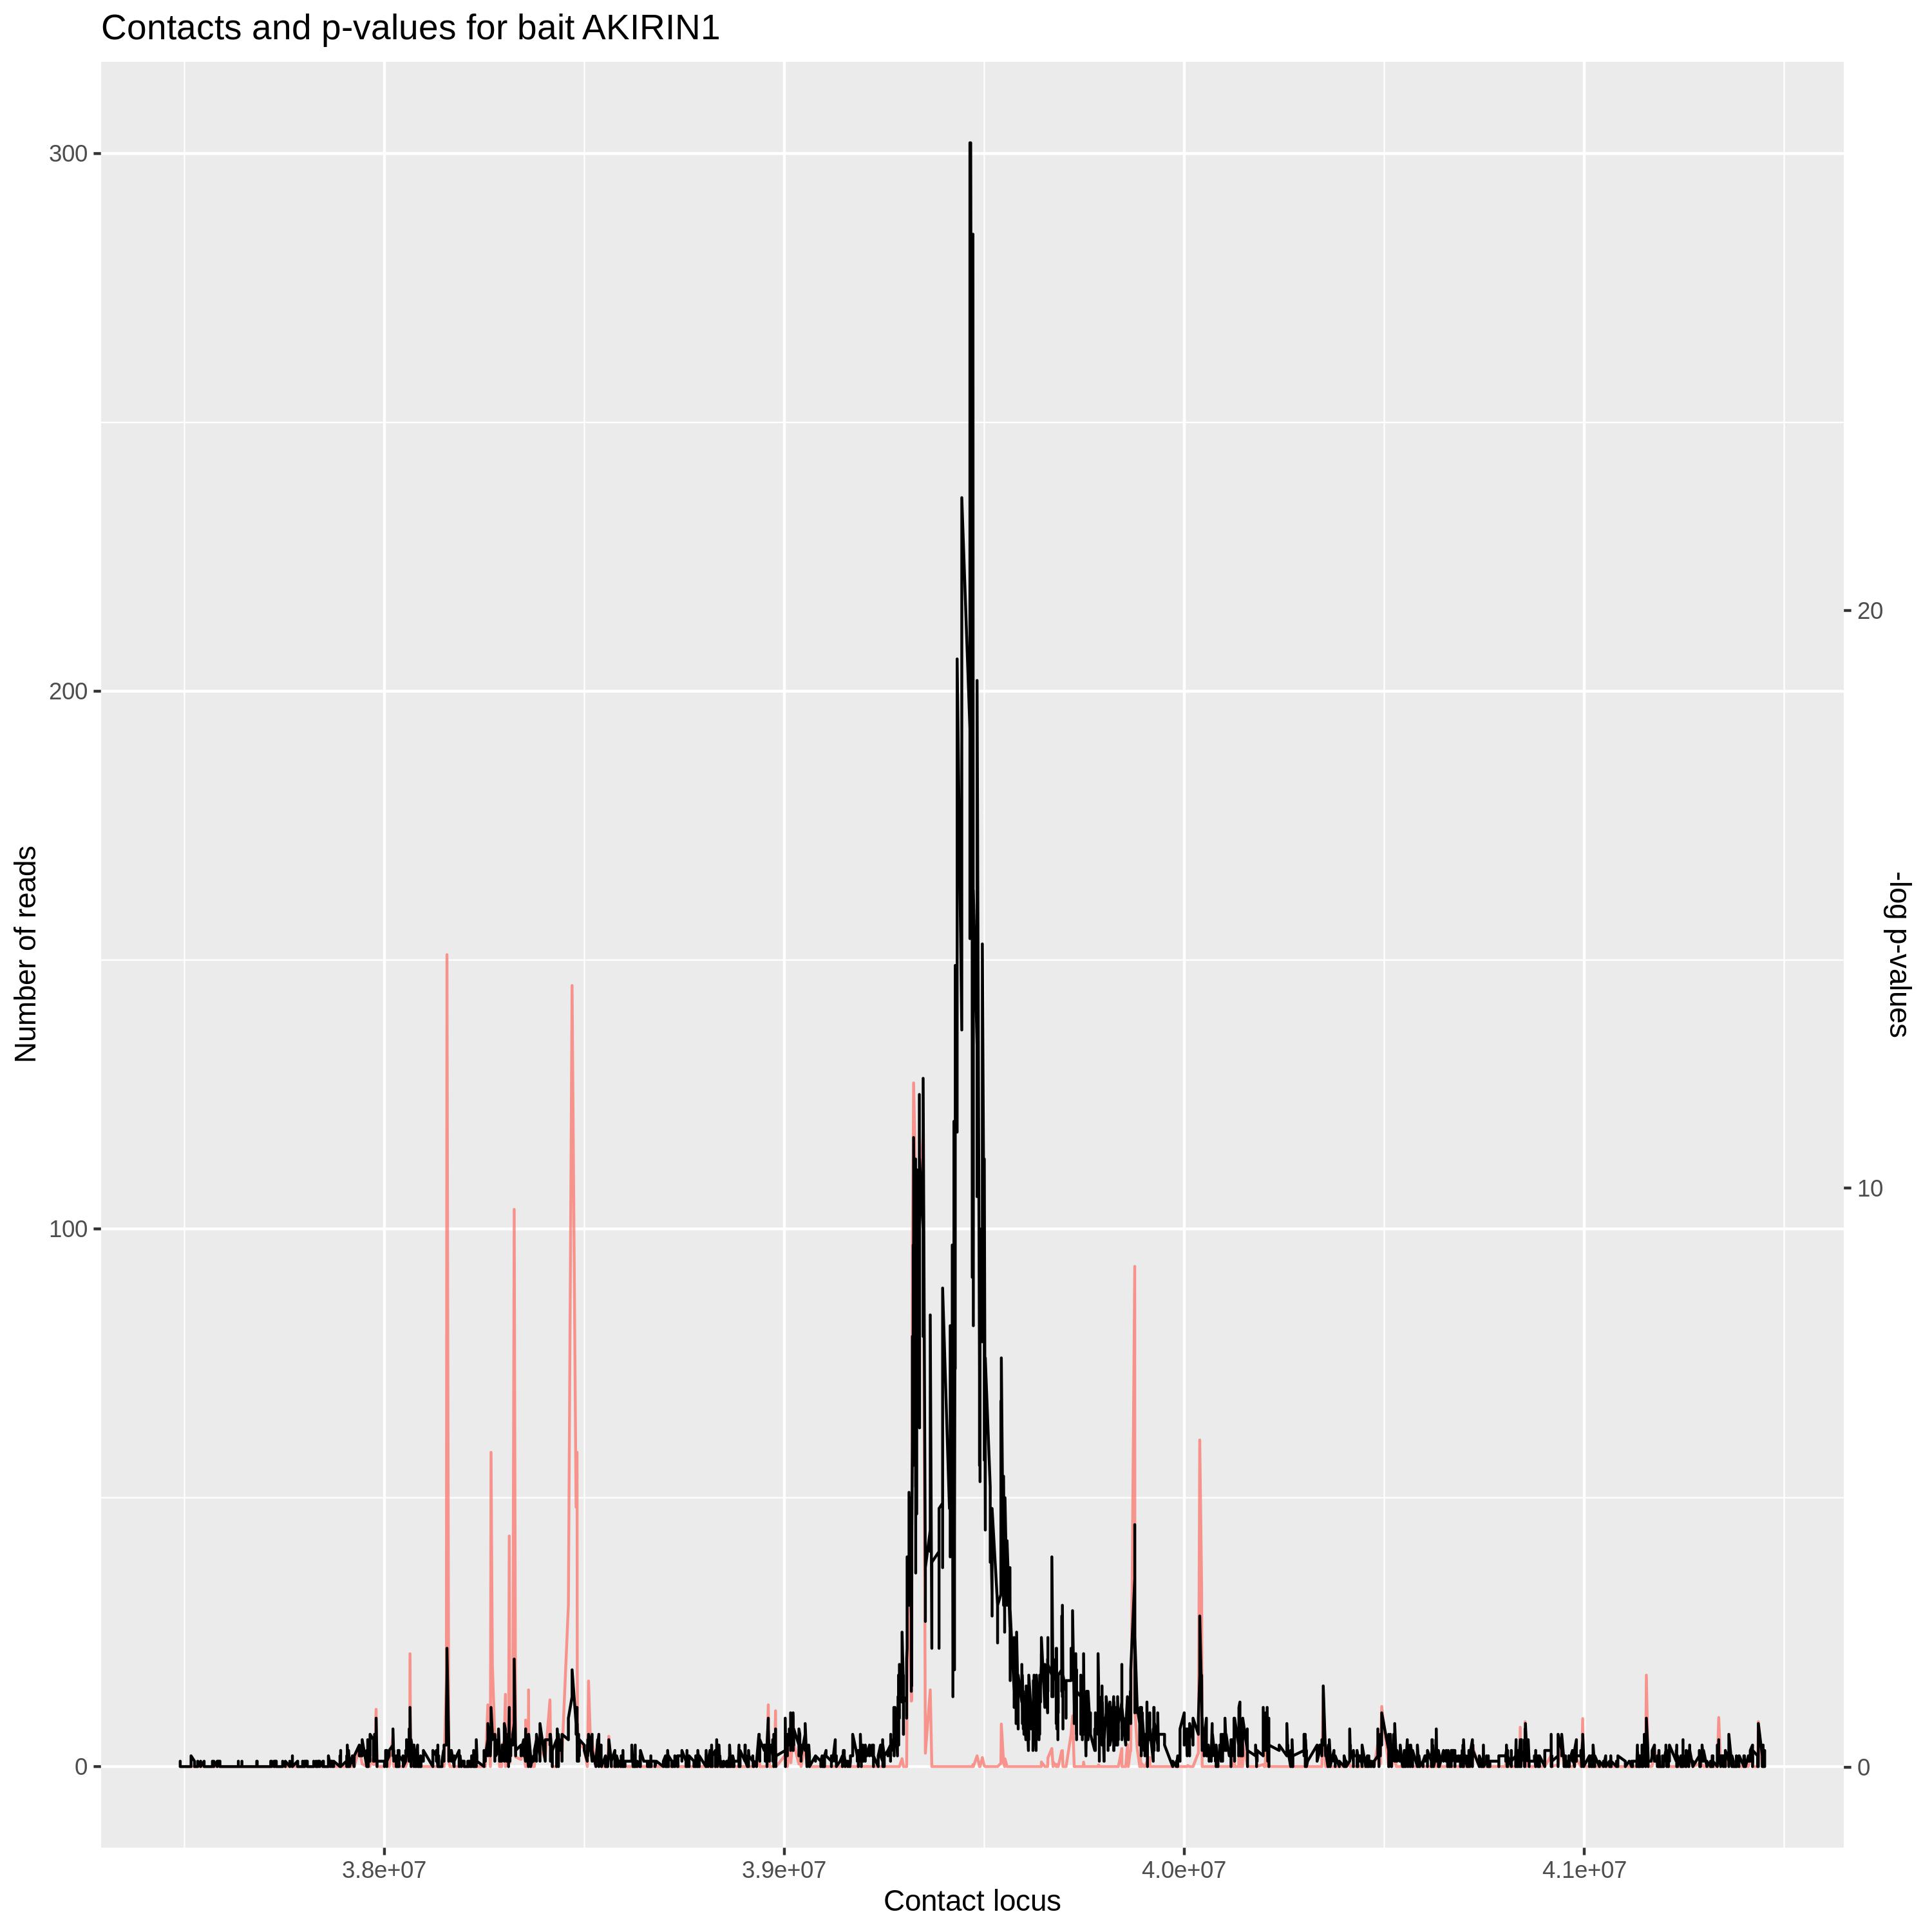 Contacts and p-values for bait AKIRIN1
300
200
100
0
Number of reads
20
10
0
-log p-values
3.8e+07 3.9e+07 4.0e+07 4.1e+07
Contact locus